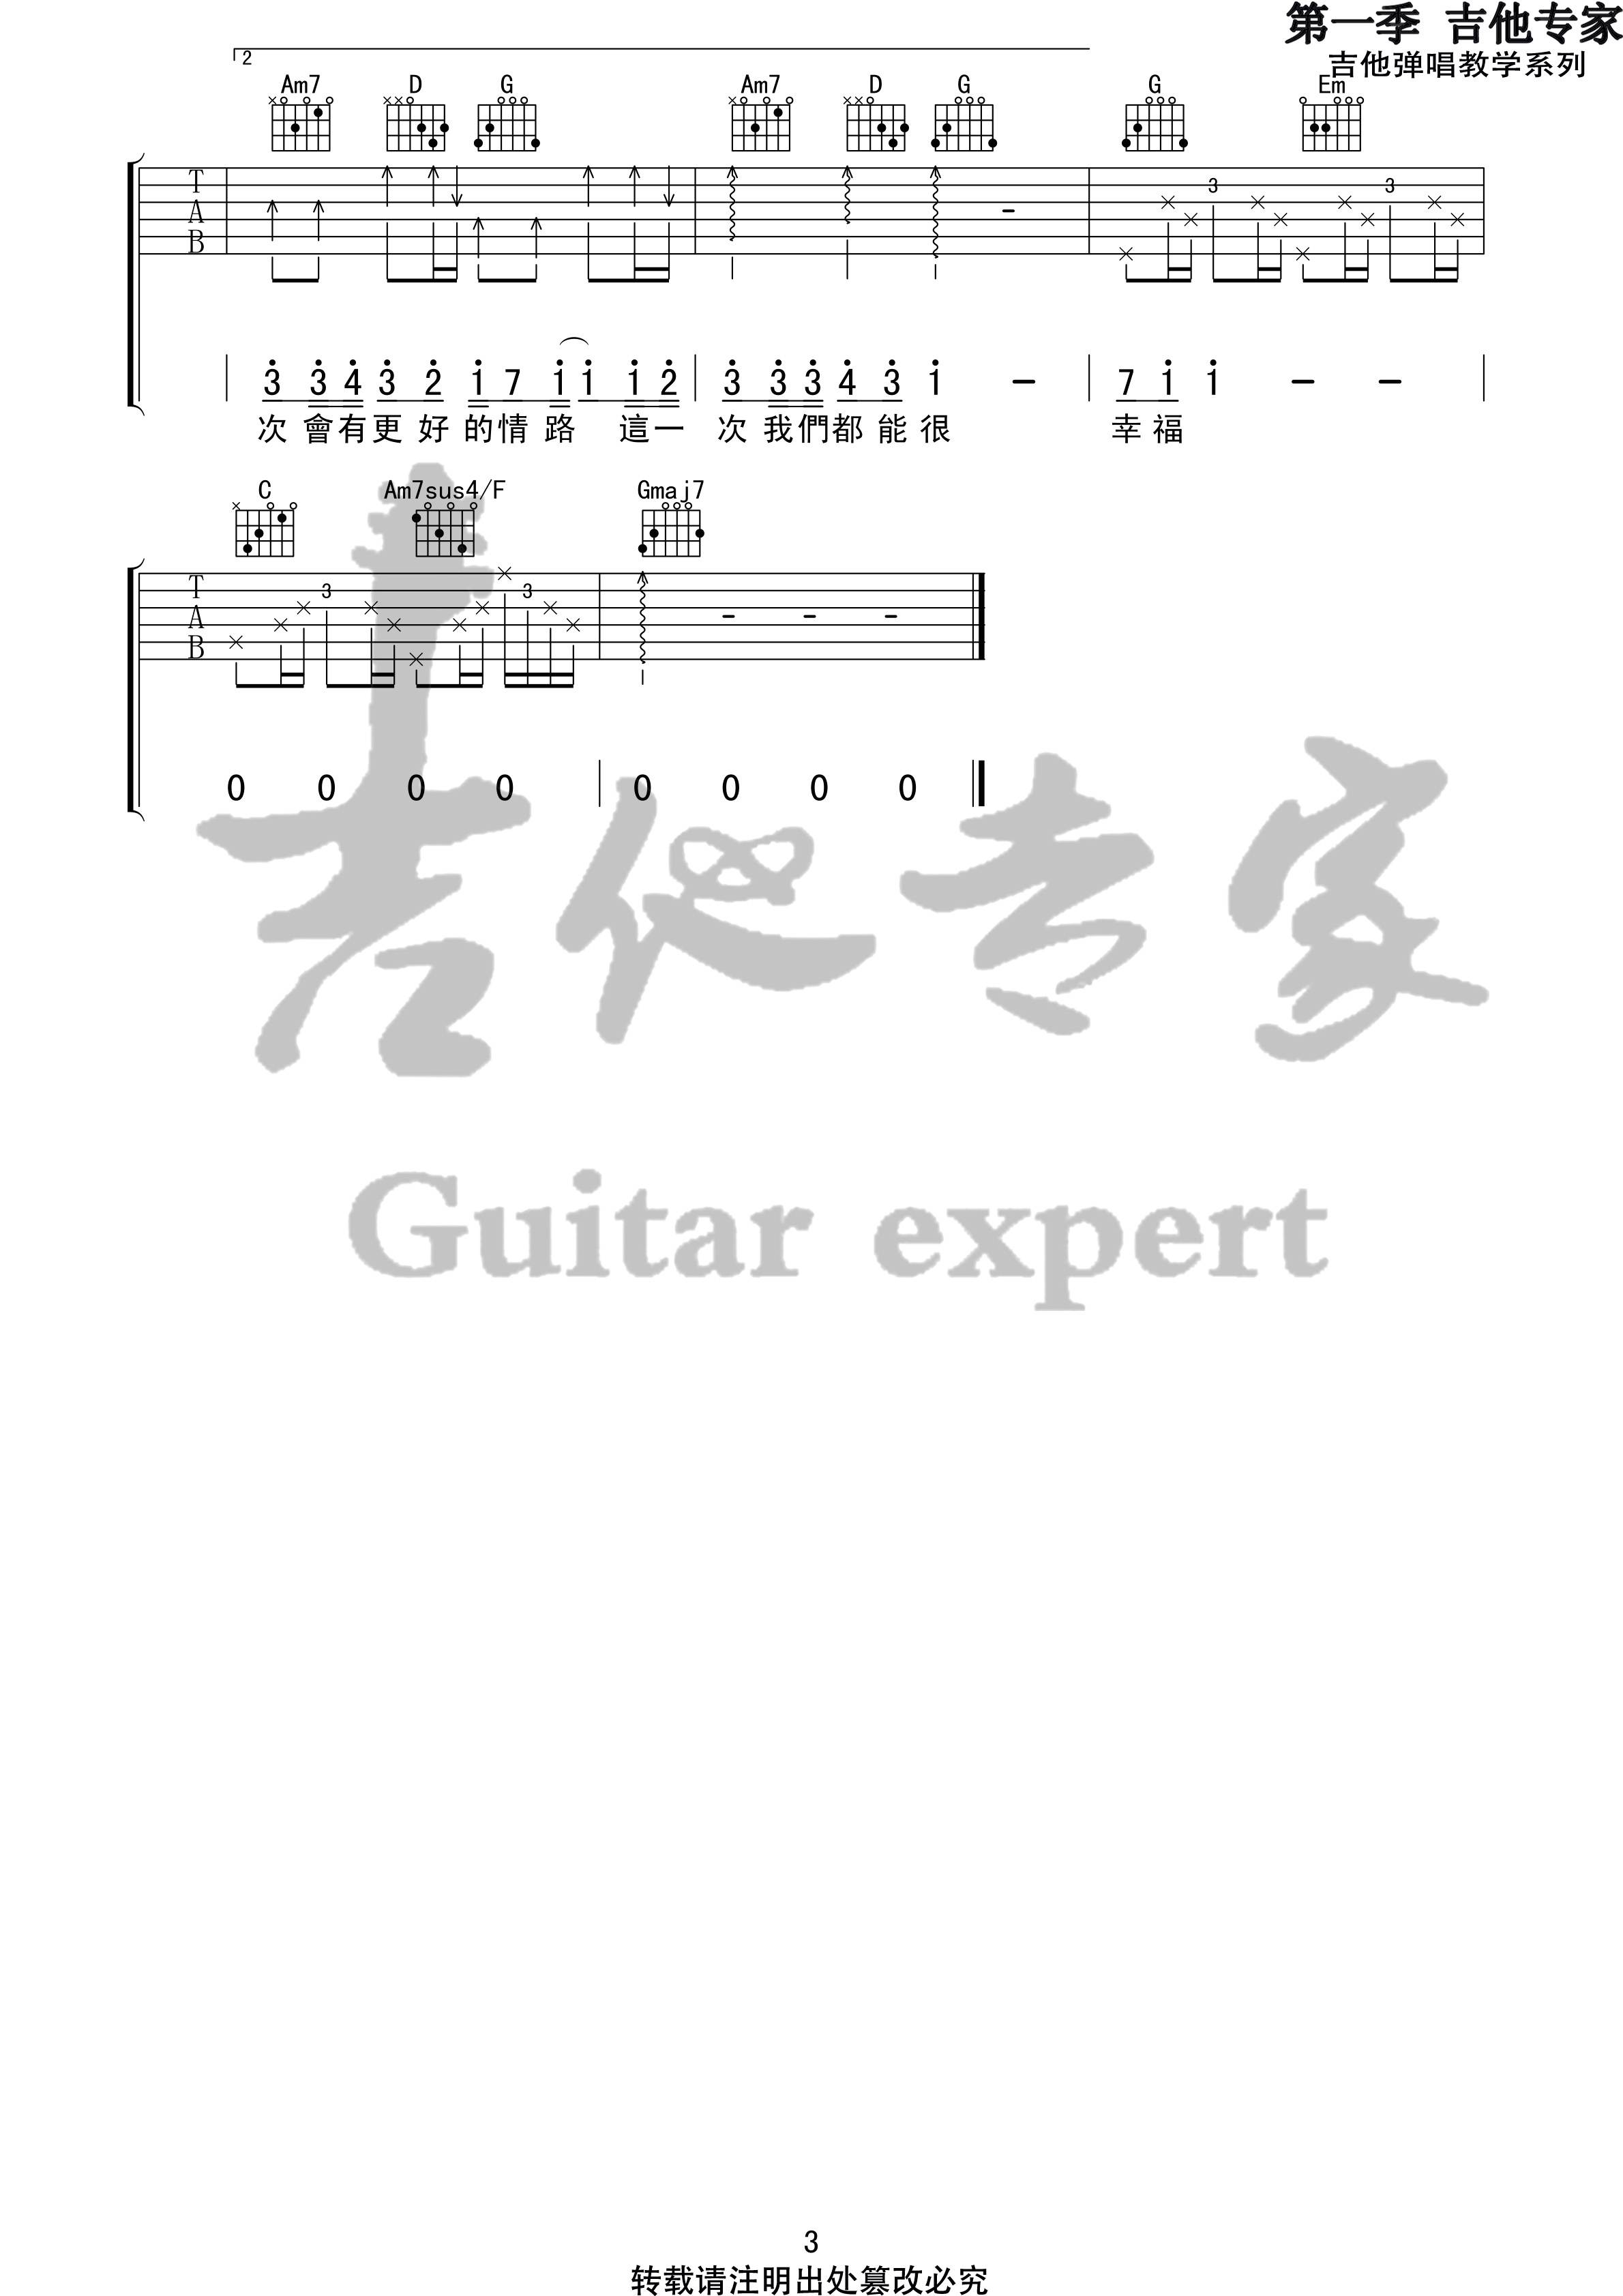 第一季 吉他专家
吉他弹唱教学系列
2
Am7 D G Am7 D G G Em
T 3 3
A
B
3 3 4 3 2 1 7 1 1 1 2 3 3 3 4 3 1 - 7 1 1 - -
次 會有更 好 的情 路 這一 次 我們都 能 很 幸 福
C Am7sus4/F Gmaj7
T 3 3
A
B
0 0 0 0 0 0 0 0
吉他专家
Guitar expert
3
转载请注明出处篡改必究